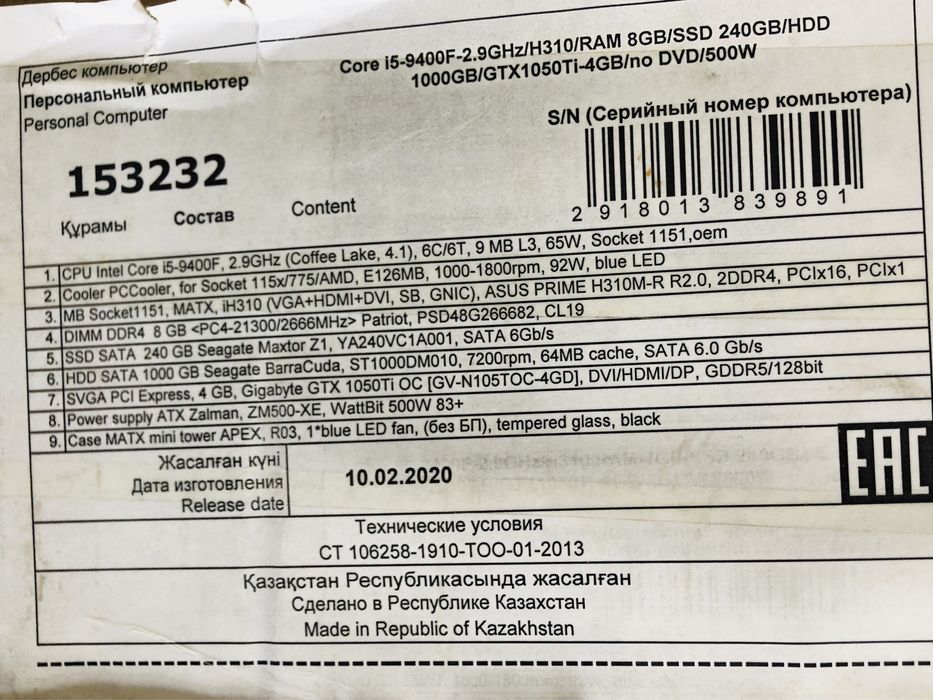 Дербес компьютер
Персональный компьютер
Personal Computer
Core i5-9400F-2.9GHz/H310/RAM 8GB/SSD 240GB/HDD
1000GB/GTX1050Ti-4GB/no DVD/500W
S/N (Серийный номер компьютера)
2 918013 839891
153232
Құрамы Состав Content
1. CPU Intel Core i5-9400F, 2.9GHz (Coffee Lake, 4.1), 6C/6T, 9 MB L3, 65W, Socket 1151,oem
2. Cooler PCCooler, for Socket 115x/775/AMD, E126MB, 1000-1800rpm, 92W, blue LED
3. MB Socket1151, MATX, iH310 (VGA+HDMI+DVI, SB, GNIC), ASUS PRIME H310M-R R2.0, 2DDR4, PCIx16, PCIx1
4. DIMM DDR4 8 GB <PC4-21300/2666MHz> Patriot, PSD48G266682, CL19
5. SSD SATA 240 GB Seagate Maxtor Z1, YA240VC1A001, SATA 6Gb/s
6. HDD SATA 1000 GB Seagate BarraCuda, ST1000DM010, 7200rpm, 64MB cache, SATA 6.0 Gb/s
7. SVGA PCI Express, 4 GB, Gigabyte GTX 1050Ti OC [GV-N105TOC-4GD], DVI/HDMI/DP, GDDR5/128bit
8. Power supply ATX Zalman, ZM500-XE, WattBit 500W 83+
9. Case MATX mini tower APEX, R03, 1*blue LED fan, (без БП), tempered glass, black
Жасалған күні
Дата изготовления
Release date
10.02.2020
EAC
Технические условия
СТ 106258-1910-ТОО-01-2013
Қазақстан Республикасында жасалған
Сделано в Республике Казахстан
Made in Republic of Kazakhstan